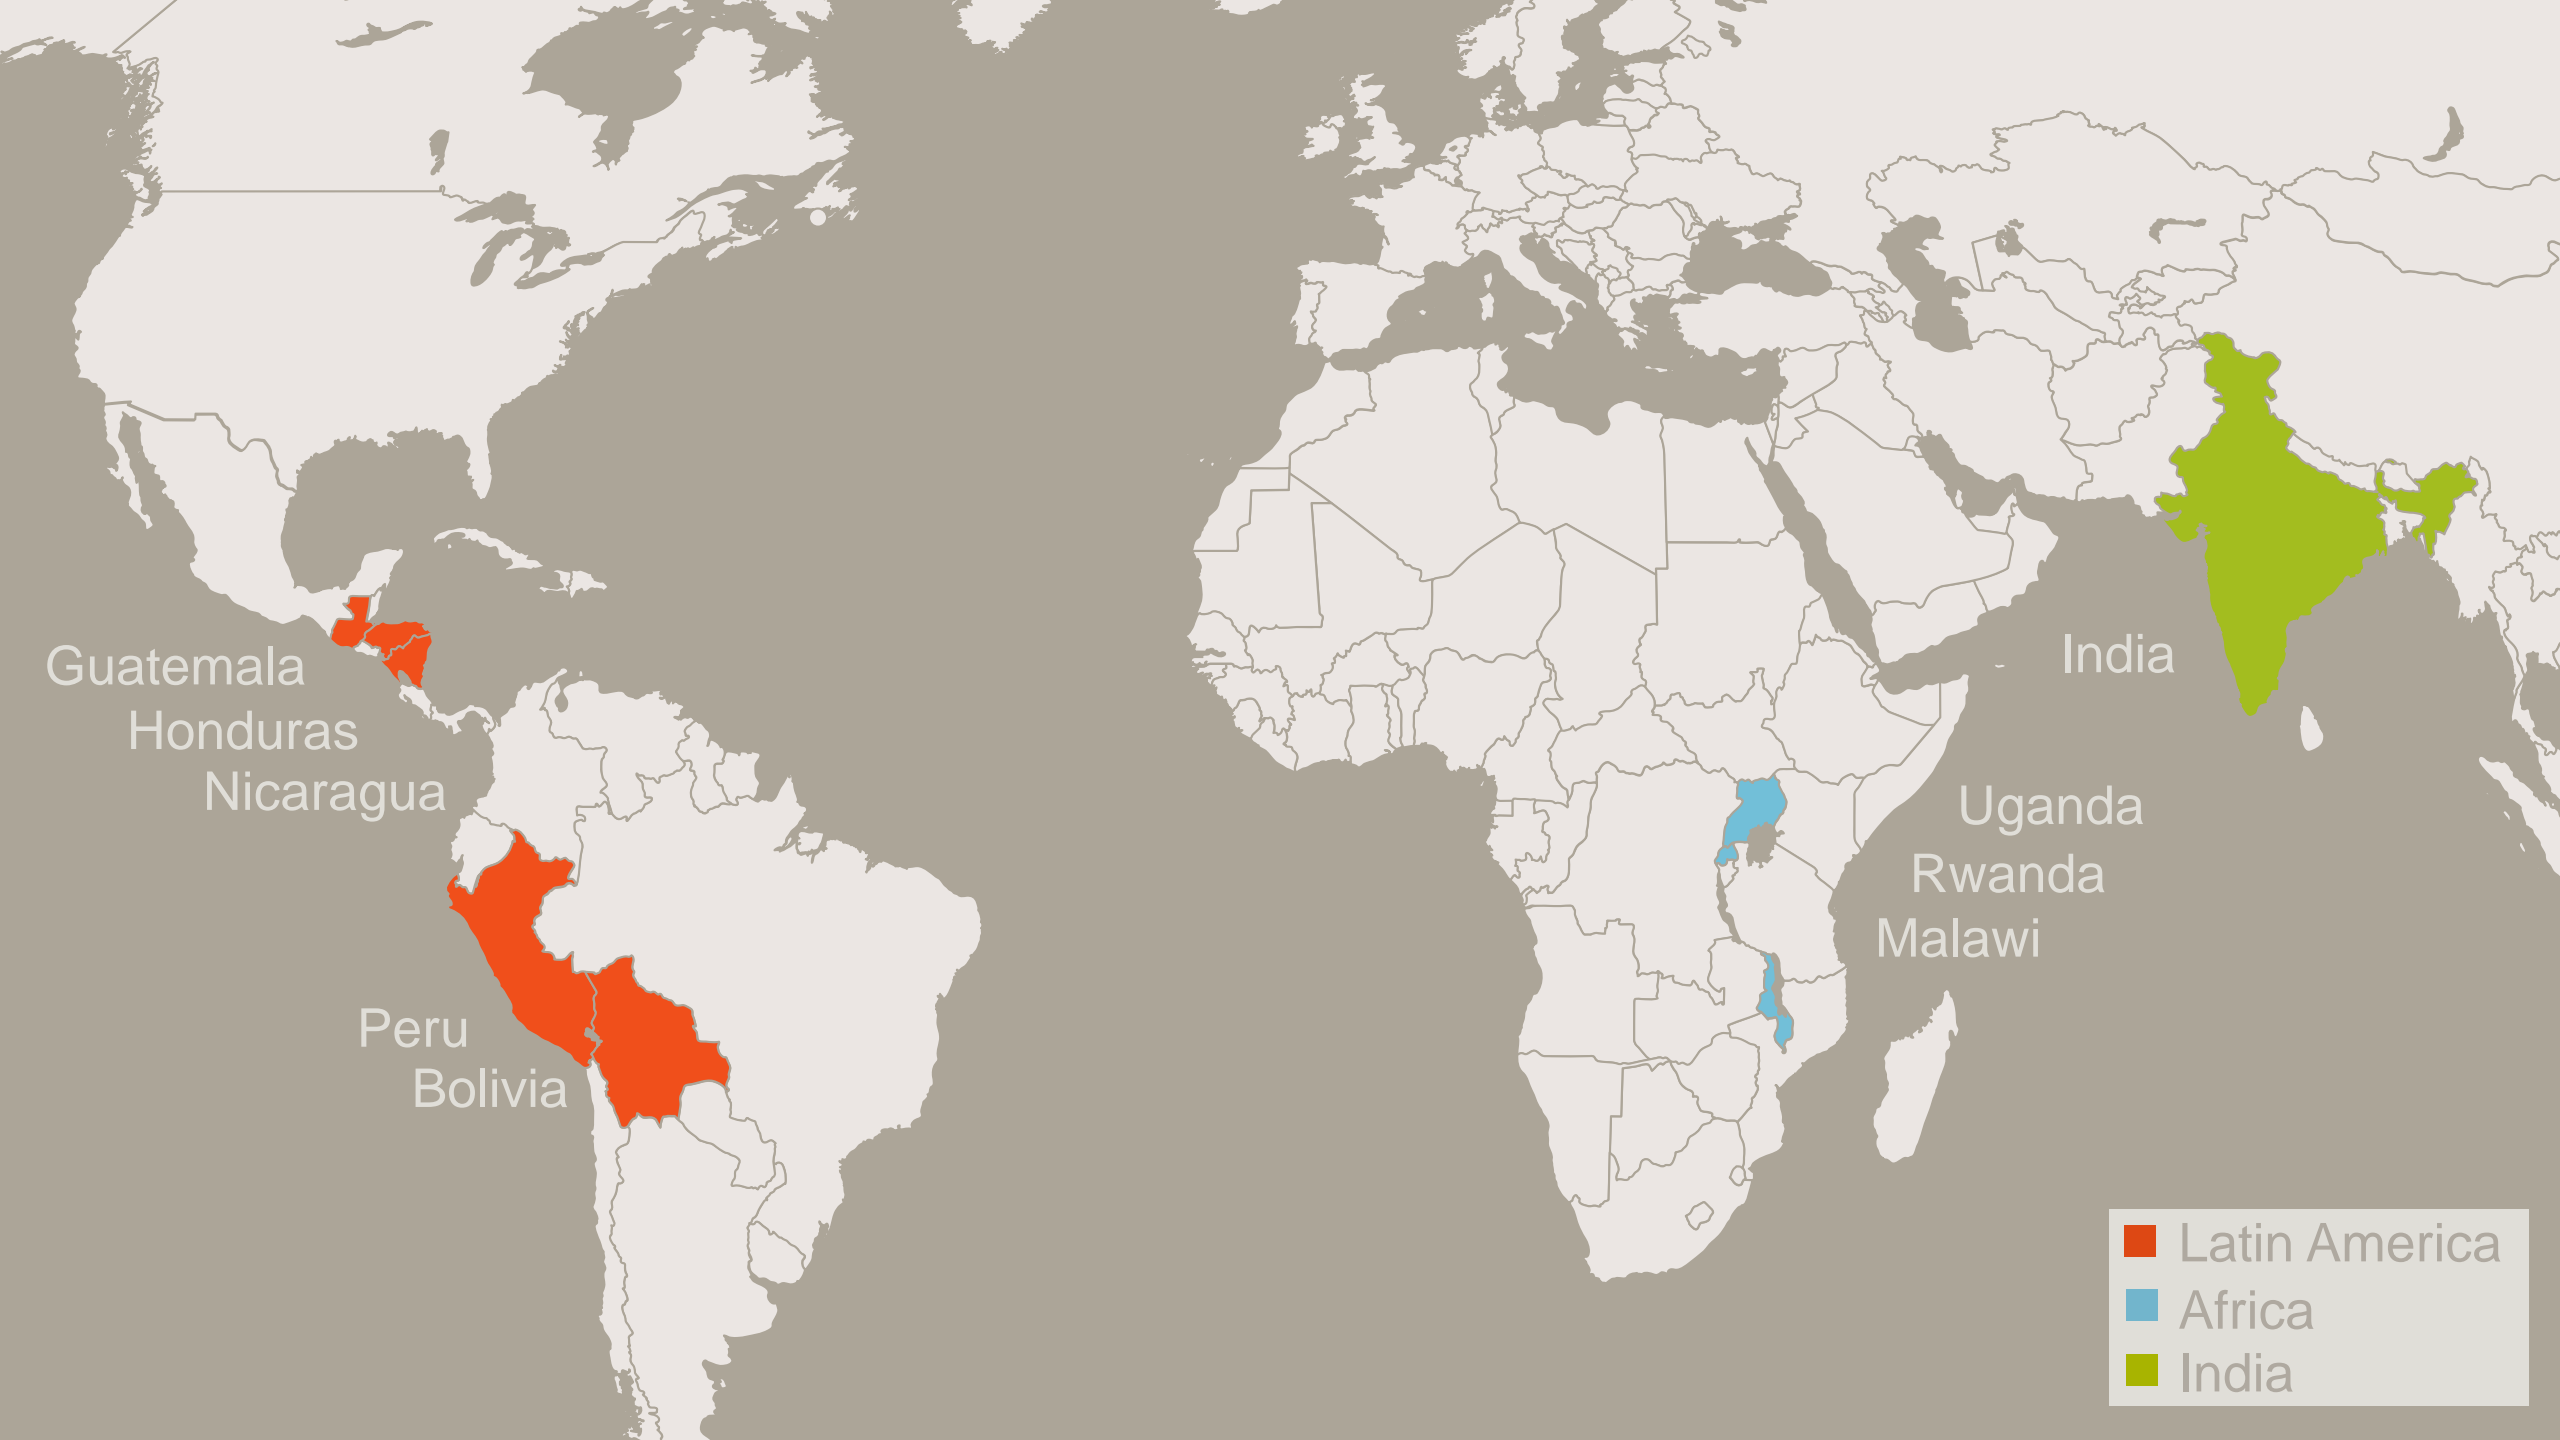 Guatemala
Honduras
Nicaragua
Peru
Bolivia
India
Uganda
Rwanda
Malawi
Latin America
Africa
India